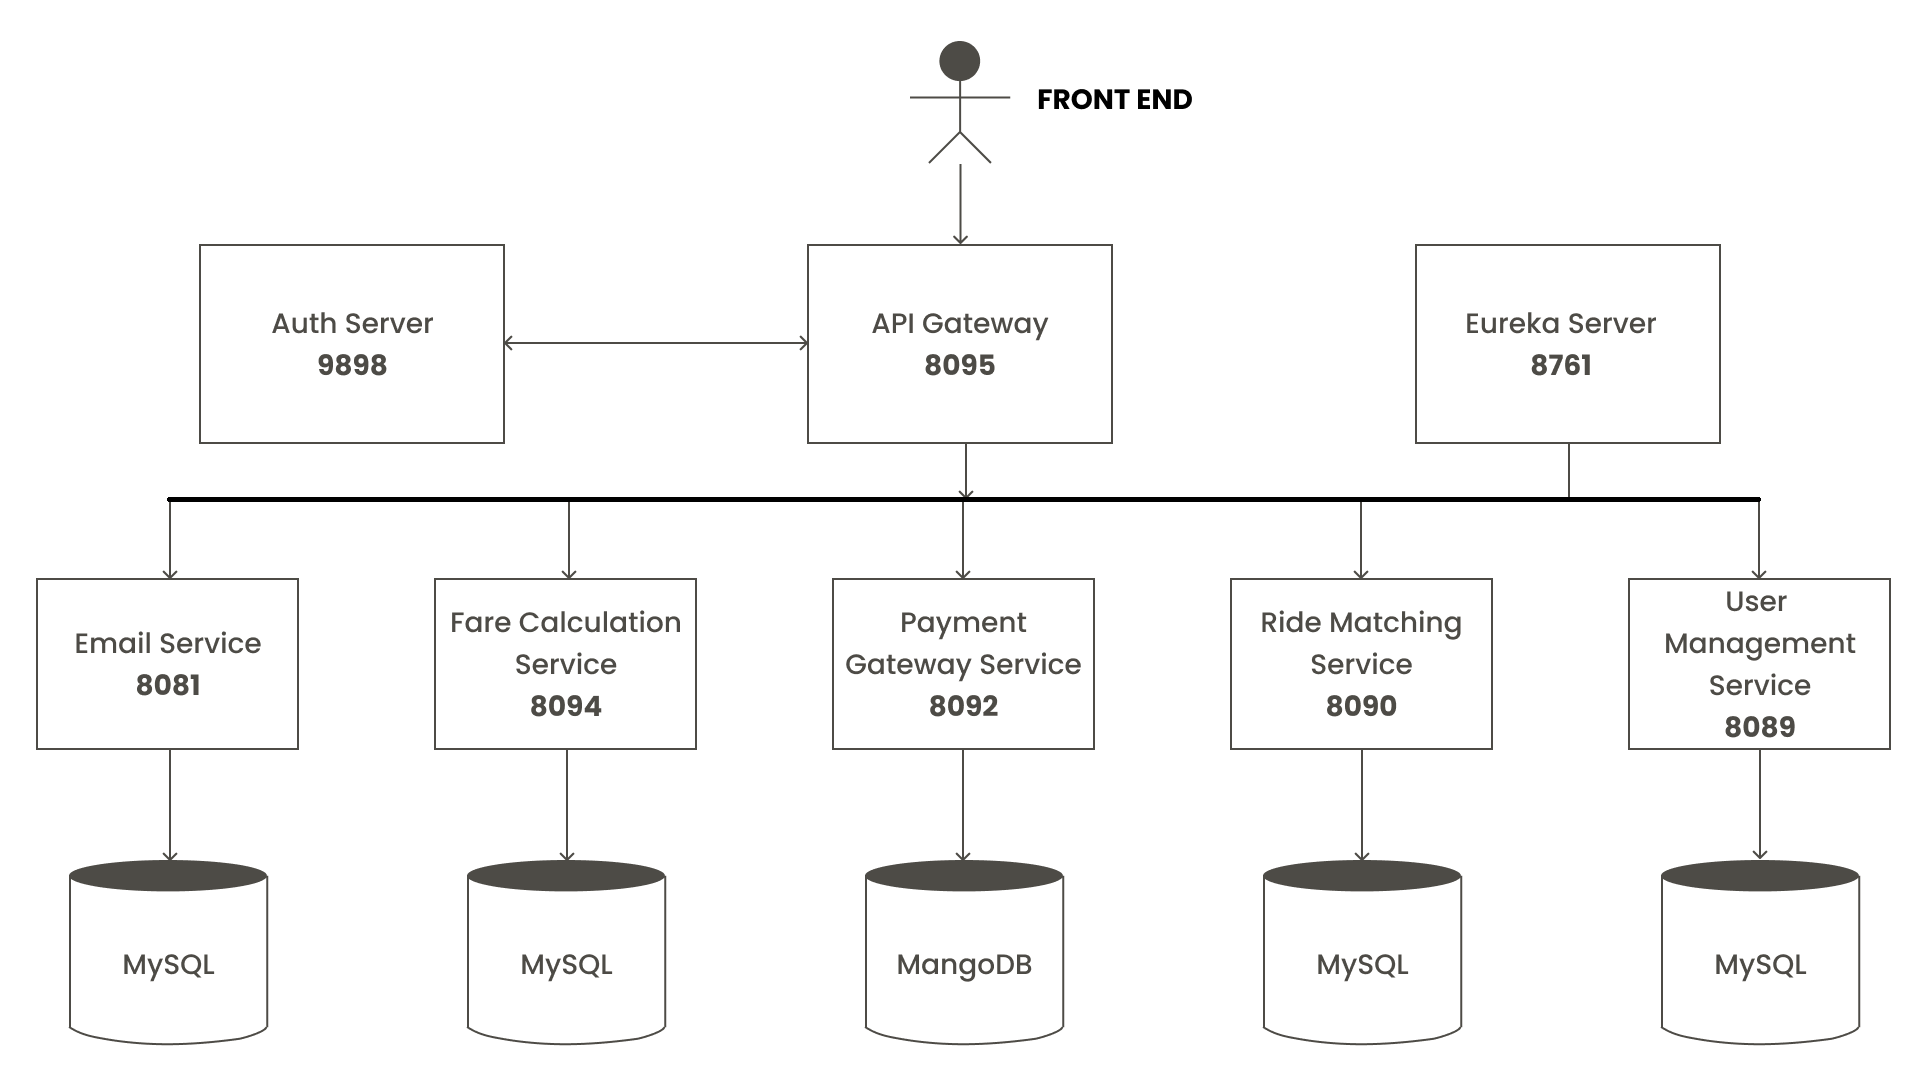 FRONT END
Auth Server
9898
API Gateway
8095
Eureka Server
8761
Email Service
8081
Fare Calculation
Service
8094
Payment
Gateway Service
8092
Ride Matching
Service
8090
User
Management
Service
8089
MySQL
MySQL
MangoDB
MySQL
MySQL